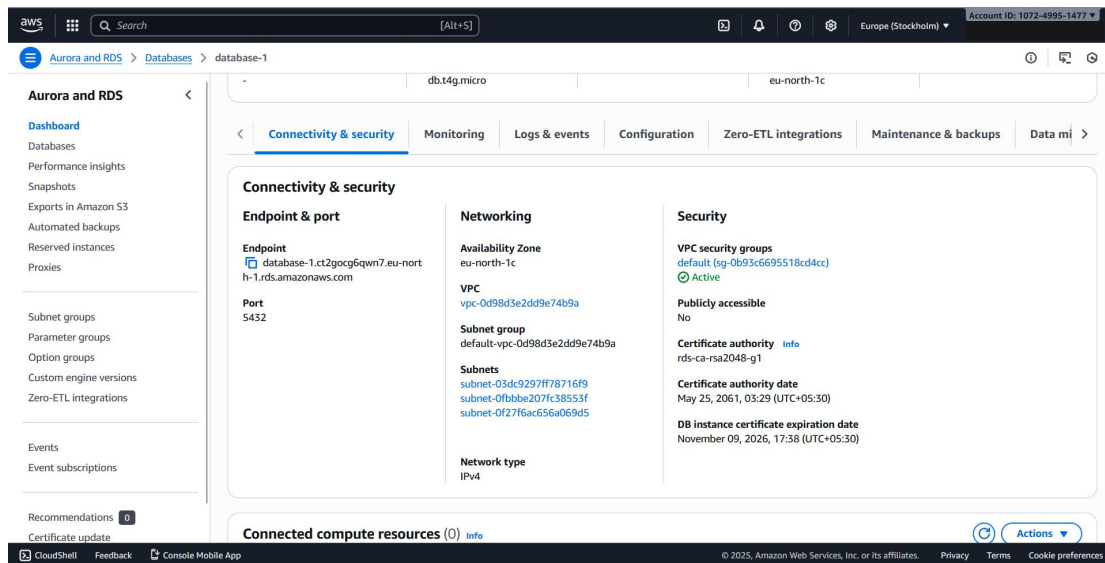 aws
Search
[Alt+S]
Europe (Stockholm) ▼
Account ID: 1072-4995-1477 ▼
Aurora and RDS > Databases > database-1
Aurora and RDS
Dashboard
Databases
Performance insights
Snapshots
Exports in Amazon S3
Automated backups
Reserved instances
Proxies
Subnet groups
Parameter groups
Option groups
Custom engine versions
Zero-ETL integrations
Events
Event subscriptions
Recommendations 0
Certificate update
- db.t4g.micro eu-north-1c
Connectivity & security Monitoring Logs & events Configuration Zero-ETL integrations Maintenance & backups Data mi
Connectivity & security
Endpoint & port
Endpoint
database-1.ct2gocg6qwn7.eu-nort
h-1.rds.amazonaws.com
Port
5432
Networking
Availability Zone
eu-north-1c
VPC
vpc-0d98d3e2dd9e74b9a
Subnet group
default-vpc-0d98d3e2dd9e74b9a
Subnets
subnet-03dc9297ff78716f9
subnet-0fbbbe207fc38553f
subnet-0f27f6ac656a069d5
Network type
IPv4
Security
VPC security groups
default (sg-0b93c6695518cd4cc)
Active
Publicly accessible
No
Certificate authority Info
rds-ca-rsa2048-g1
Certificate authority date
May 25, 2061, 03:29 (UTC+05:30)
DB instance certificate expiration date
November 09, 2026, 17:38 (UTC+05:30)
Connected compute resources (0) Info
Actions ▼
CloudShell Feedback Console Mobile App © 2025, Amazon Web Services, Inc. or its affiliates. Privacy Terms Cookie preferences